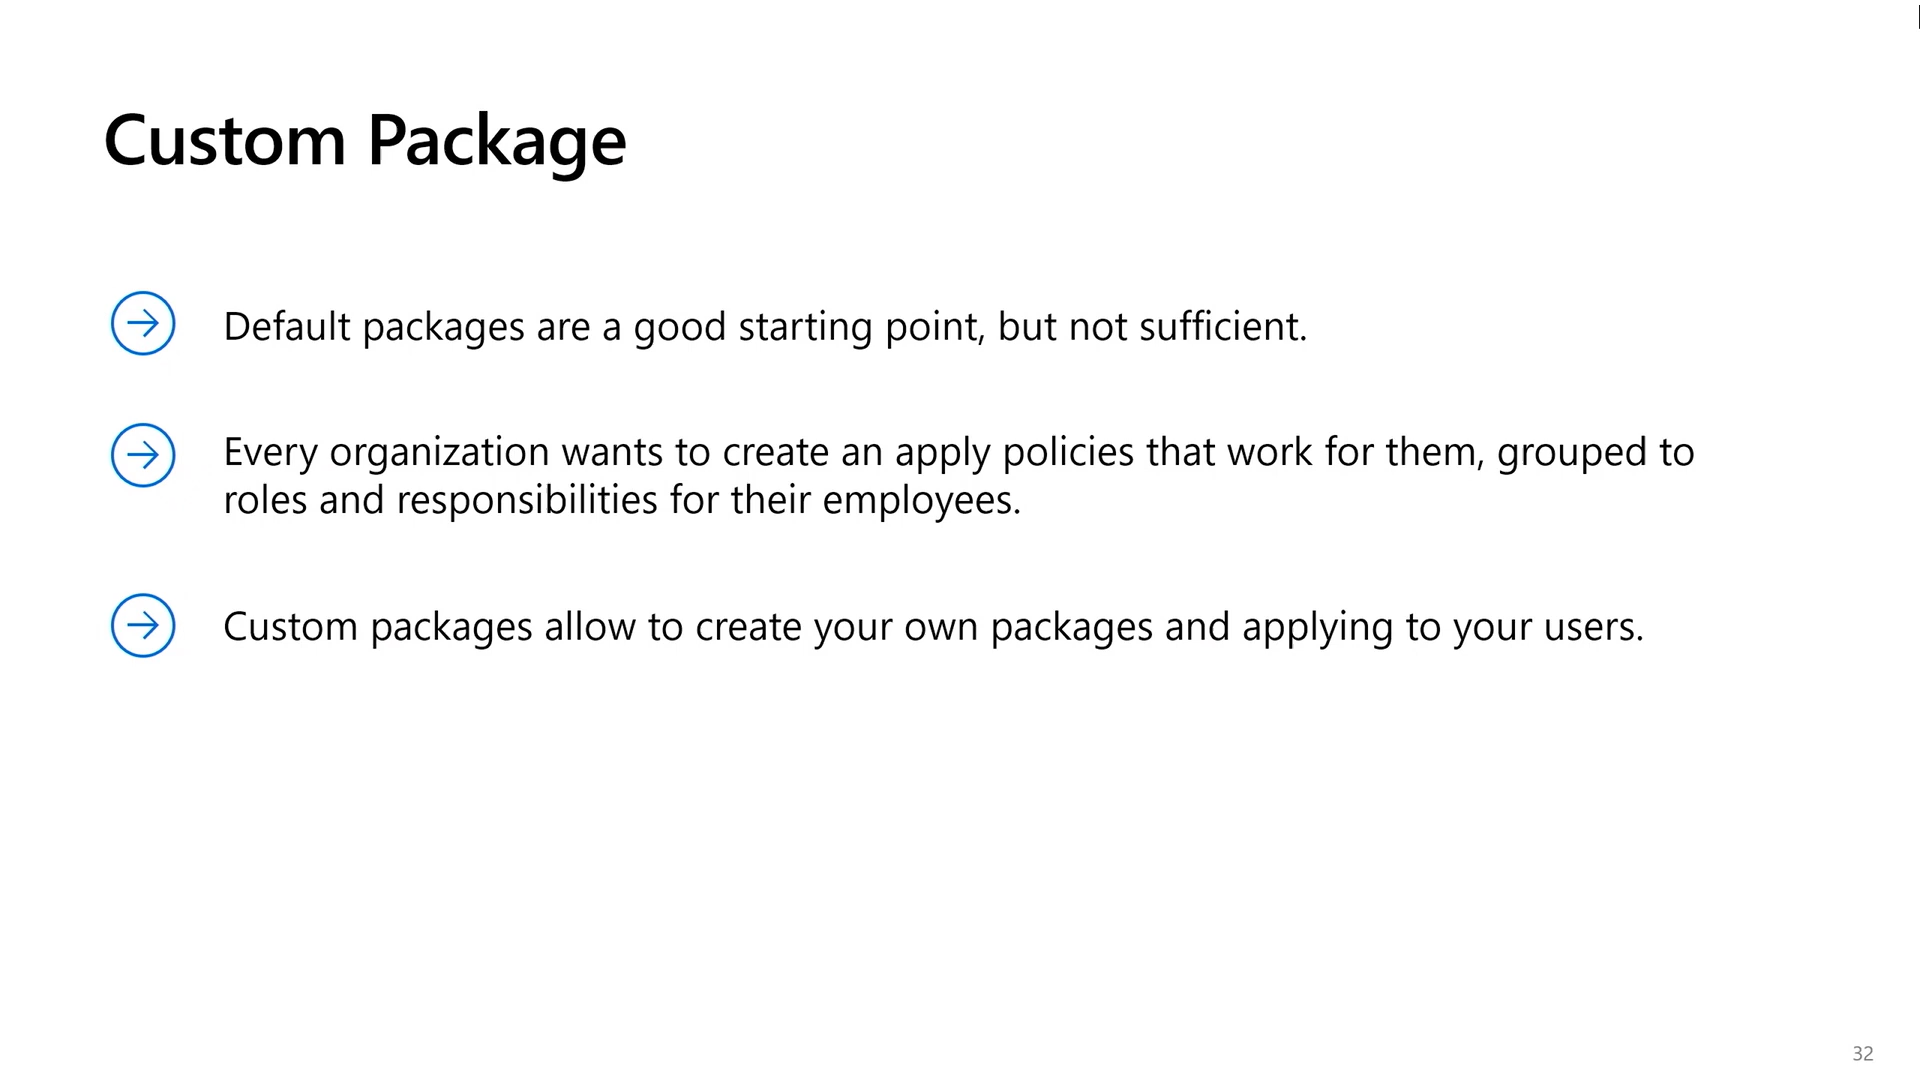 Custom Package
Default packages are a good starting point, but not sufficient.
Every organization wants to create an apply policies that work for them, grouped to
roles and responsibilities for their employees.
Custom packages allow to create your own packages and applying to your users.
32